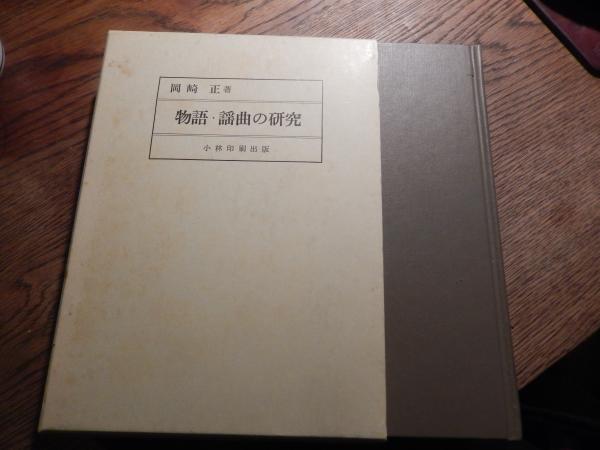 岡崎 正著
物語・謡曲の研究
小林印刷出版